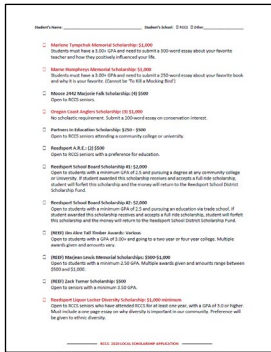 Student's Name: Student's School: RCCS Other
Marlene Tymchuk Memorial Scholarship: $1,000
Students must have a 3.00+ GPA and need to submit a 500-word essay about your favorite
teacher and how they positively influenced your life.
Mame Humphreys Memorial Scholarship: $1,000
Students must have a 3.00+ GPA and need to submit a 250-word essay about your favorite book
and why it is your favorite. (Cannot be "To Kill a Mocking Bird")
Moose 2442 Marjorie Falk Scholarship: (4) $500
Open to RCCS seniors.
Oregon Coast Anglers Scholarship: (3) $1,000
No scholastic requirement. Submit a 200-word essay on conservation interest.
Partners in Education Scholarship: $250 - $500
Open to RCCS seniors attending a community college or university.
Reedsport A.R.E.: (2) $500
Open to RCCS seniors with a preference for education.
Reedsport School Board Scholarship #1: $2,000
Open to students with a minimum GPA of 2.5 and pursuing a degree at any community college
or University. If student awarded this scholarship receives and accepts a full ride scholarship,
student will forfeit this scholarship and the money will return to the Reedsport School District
Scholarship Fund.
Reedsport School Board Scholarship #2: $2,000
Open to students with a minimum GPA of 2.5 and pursuing an education via trade school. If
student awarded this scholarship receives and accepts a full ride scholarship, student will forfeit
this scholarship and the money will return to the Reedsport School District Scholarship Fund.
(REEF) Jim Akre Tall Timber Awards: Various
Open to students with a GPA of 3.00+ and going to two year or four year college. Multiple
awards given and amounts vary.
(REEF) Marjnes Lewis Memorial Scholarships: $500-$1,000
Open to students with a minimum 2.50 GPA. Multiple awards given and amounts range between
$500 and $1,000.
(REEF) Zack Turner Scholarship: $500
Open to seniors with a minimum 3.50 GPA.
Reedsport Liquor Locker Diversity Scholarship: $1,000 minimum
Open to RCCS seniors who have attended RCCS for at least one year, with a GPA of 3.0 or higher.
Must include a one page essay on why diversity is important in our community. Preference will
be given to ethnic diversity.
RCCS 2020 LOCAL SCHOLARSHIP APPLICATION